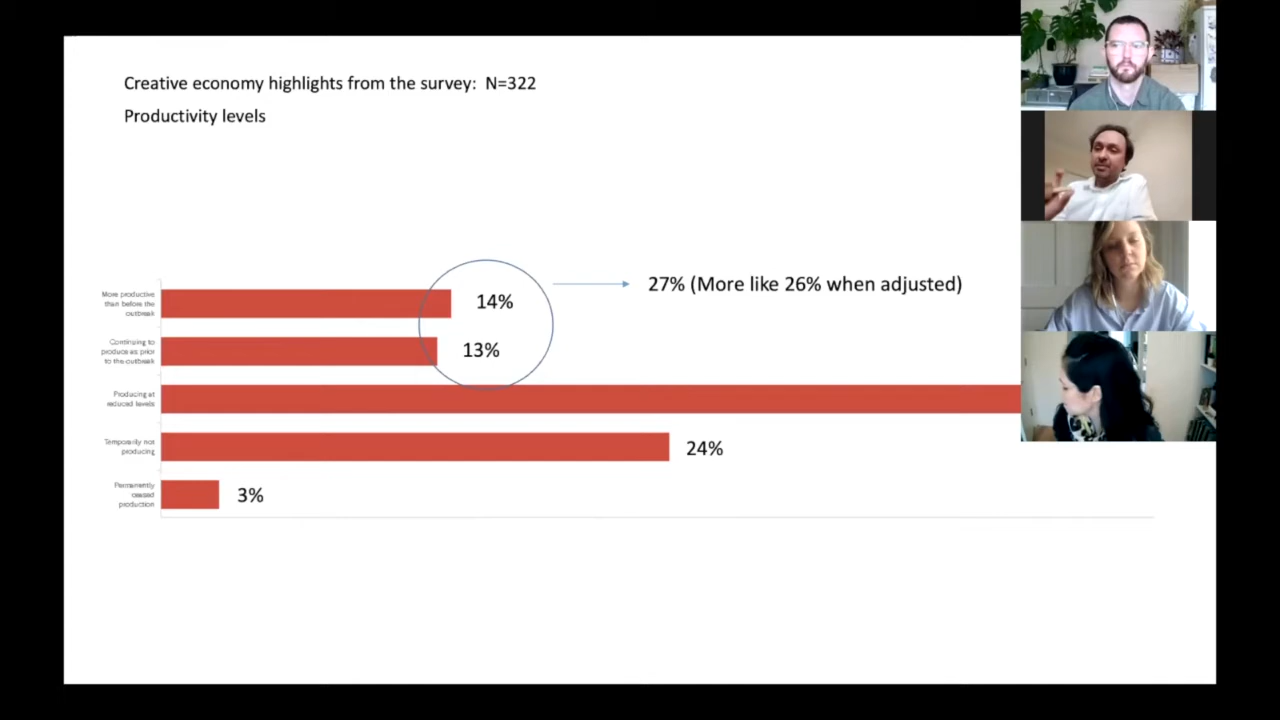 Creative economy highlights from the survey:  N=322
Productivity levels
27% (More like 26% when adjusted)
More productive
than before the
outbreak
14%
Continuing to
produce as prior
to the outbreak
13%
Producing at
reduced levels
Temporarily not
producing
24%
Permanently
ceased
production
3%